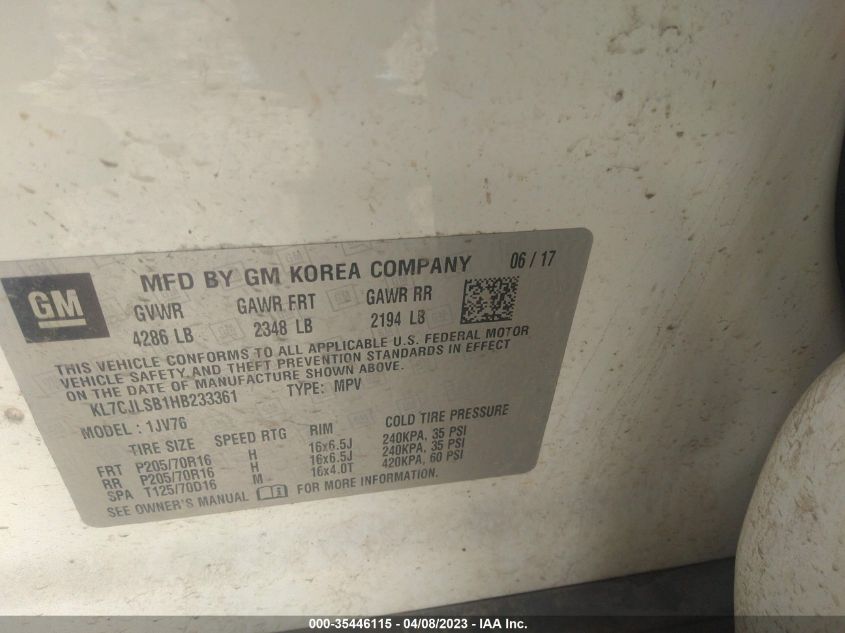 GM
MFD BY GM KOREA COMPANY 06 / 17
GVWR GAWR FRT GAWR RR
4286 LB 2348 LB 2194 LB
THIS VEHICLE CONFORMS TO ALL APPLICABLE U.S. FEDERAL MOTOR
VEHICLE SAFETY AND THEFT PREVENTION STANDARDS IN EFFECT
ON THE DATE OF MANUFACTURE SHOWN ABOVE.
KL7CJLSB1HB233361 TYPE: MPV
MODEL : 1JV76
TIRE SIZE SPEED RTG RIM COLD TIRE PRESSURE
FRT P205/70R16 H 16x6.5J 240KPA, 35 PSI
RR P205/70R16 H 16x6.5J 240KPA, 35 PSI
SPA T125/70D16 M 16x4.0T 420KPA, 60 PSI
SEE OWNER'S MANUAL FOR MORE INFORMATION.
000-35446115 - 04/08/2023 - IAA Inc.